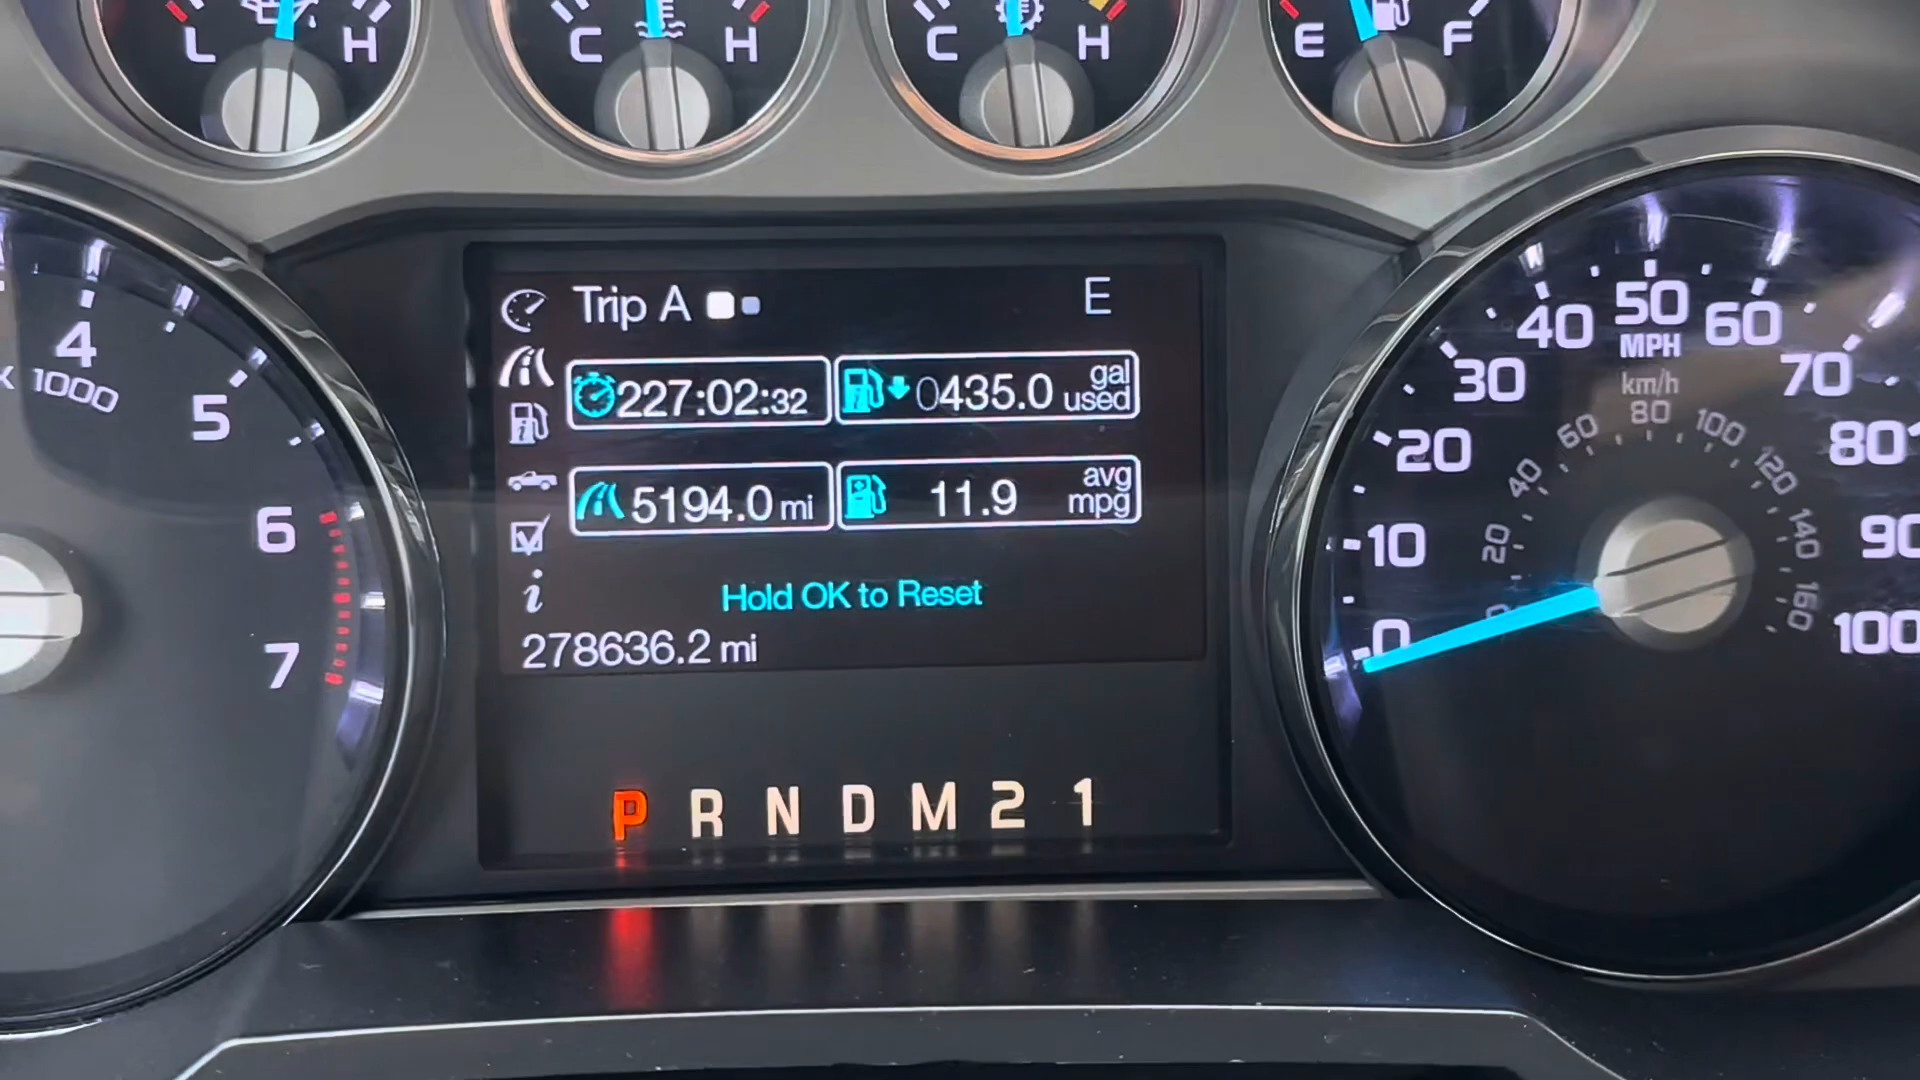 L H
C H
C H
E F
Trip A
E
227:02:32
0435.0 gal used
5194.0 mi
11.9 avg mpg
Hold OK to Reset
278636.2 mi
P R N D M 2 1
4
5
6
7
x 1000
0
10
20
30
40
50
60
70
80
90
100
MPH
km/h
20
40
60
80
100
120
140
160